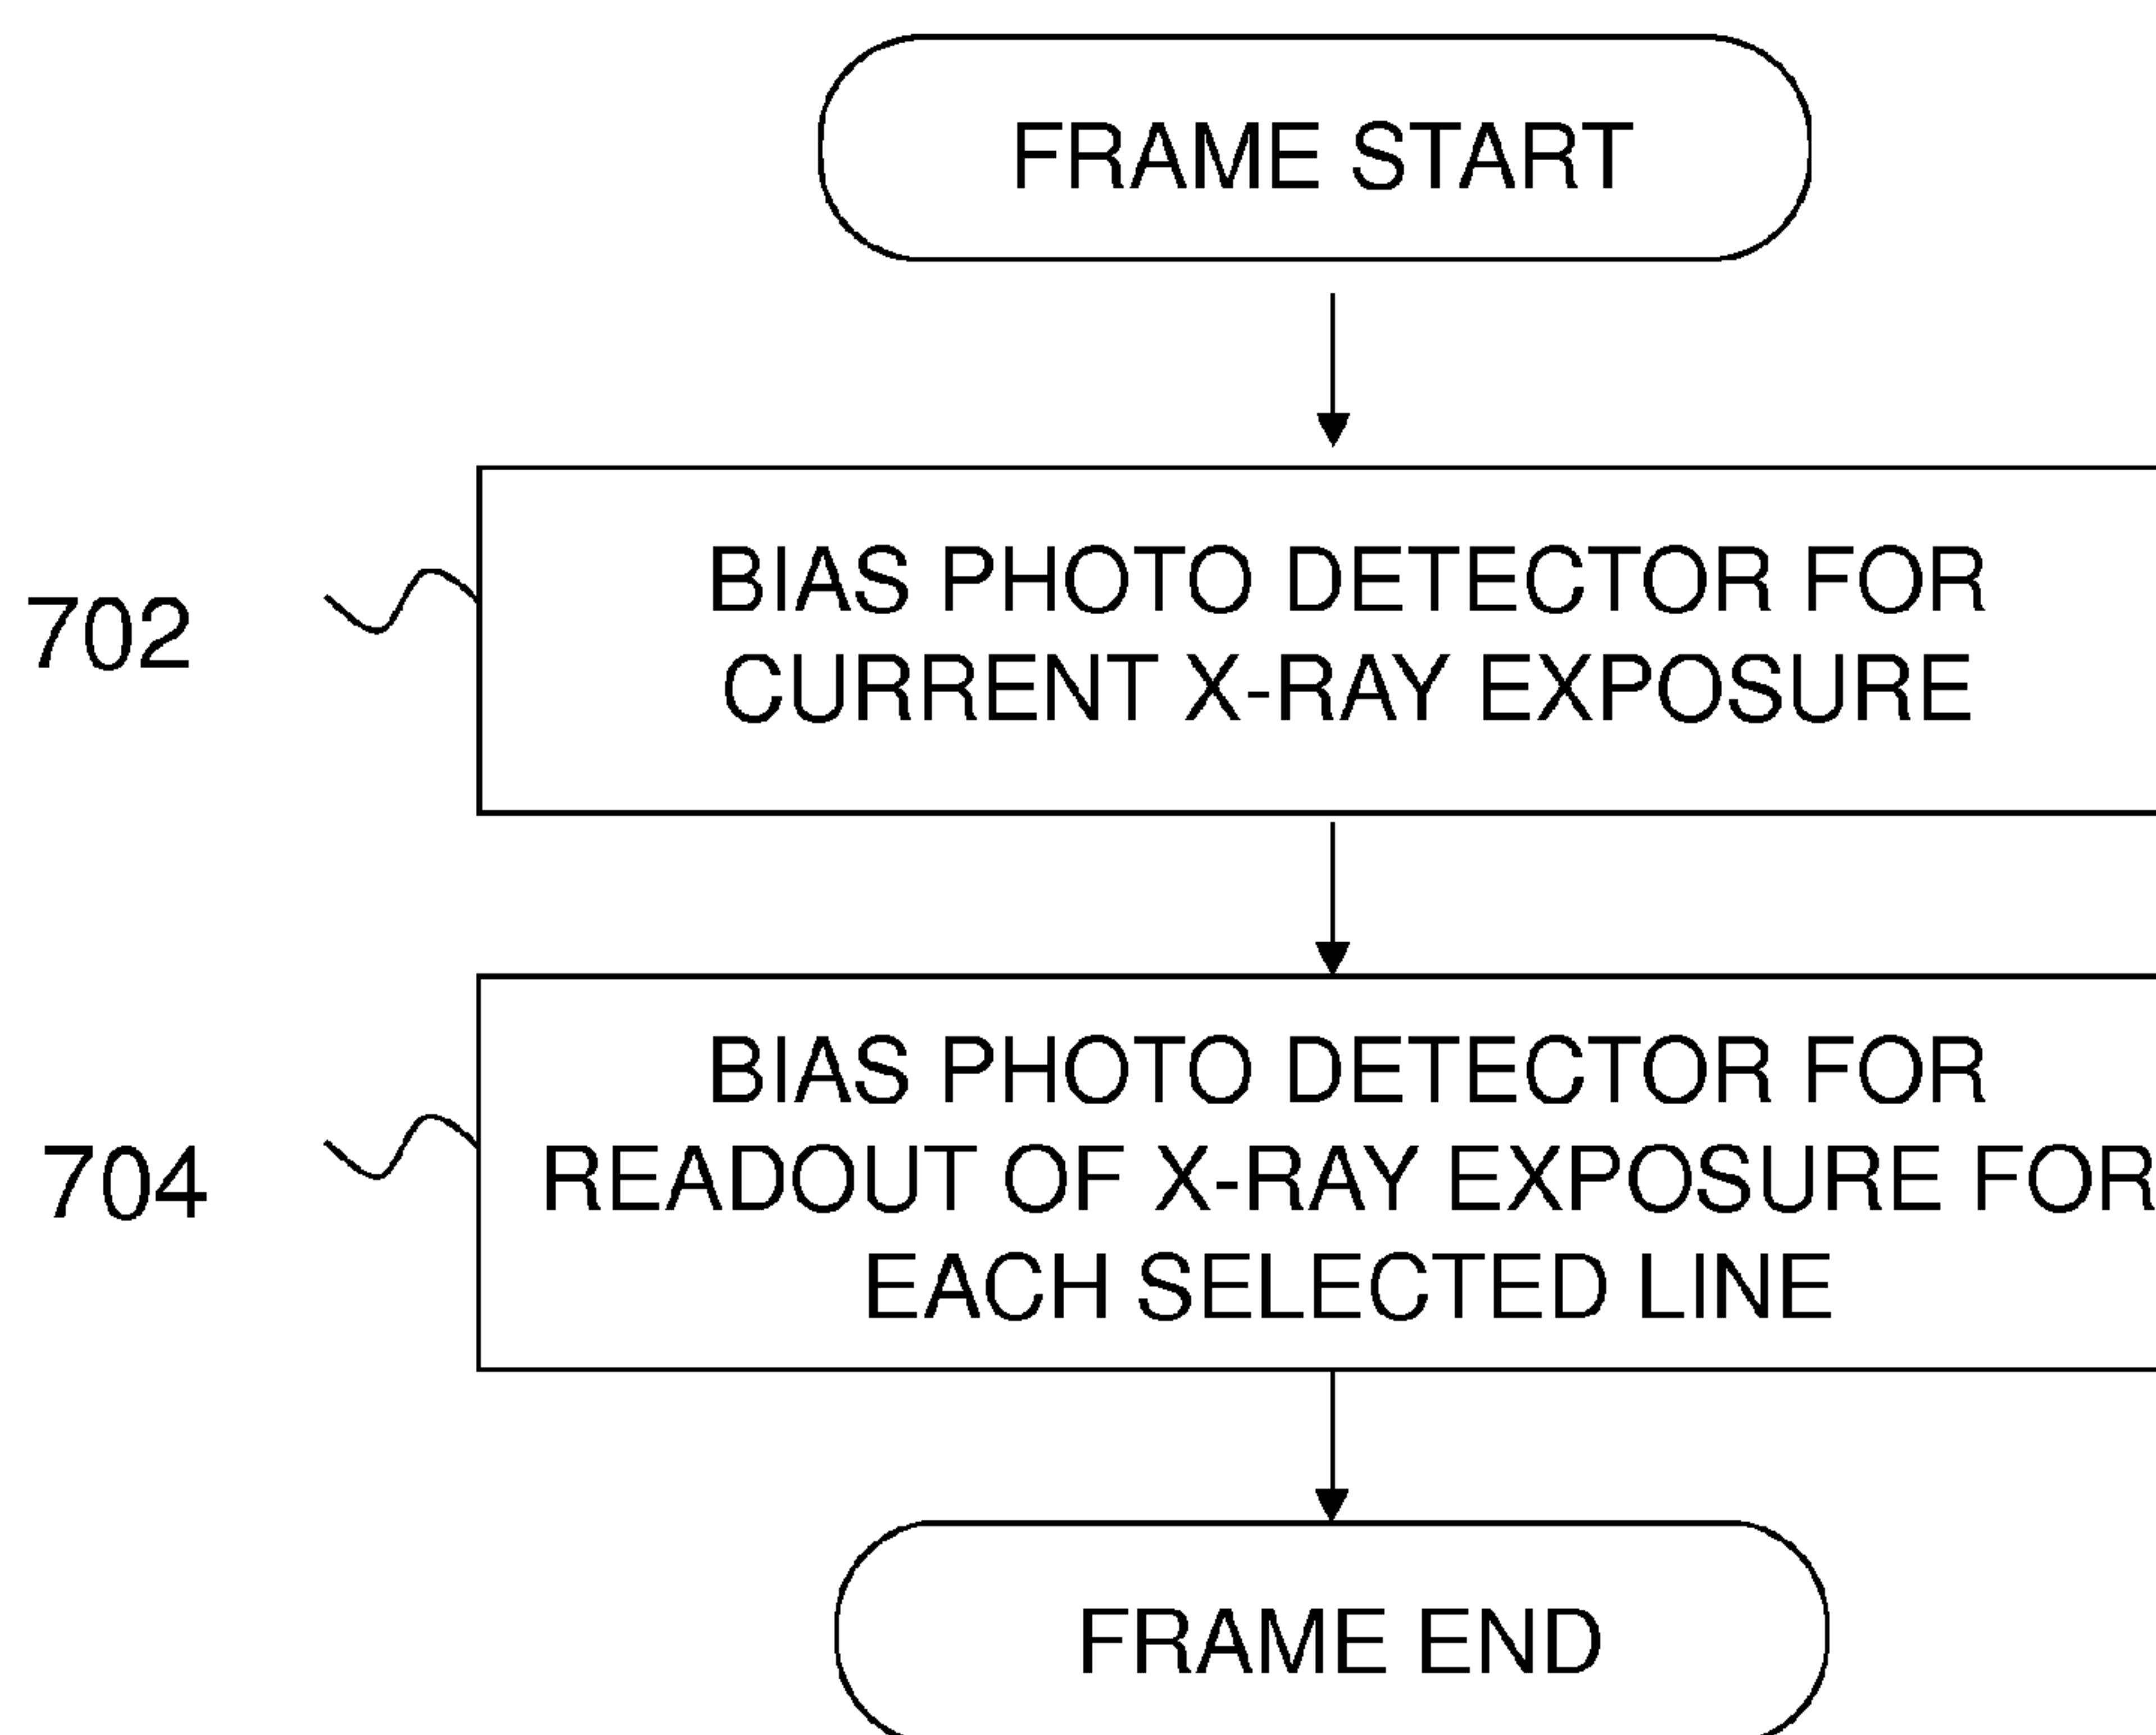 FRAME START
702
BIAS PHOTO DETECTOR FOR
CURRENT X-RAY EXPOSURE
704
BIAS PHOTO DETECTOR FOR
READOUT OF X-RAY EXPOSURE FOR
EACH SELECTED LINE
FRAME END